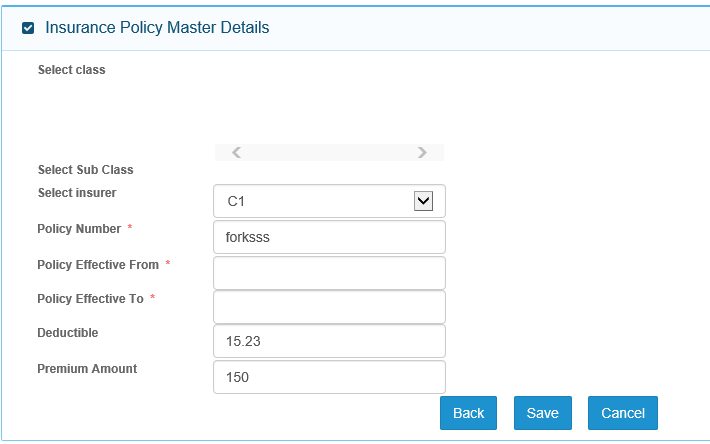 Insurance Policy Master Details
Select class
Select Sub Class
Select insurer
C1
Policy Number *
forksss
Policy Effective From *
Policy Effective To *
Deductible
15.23
Premium Amount
150
Back Save Cancel